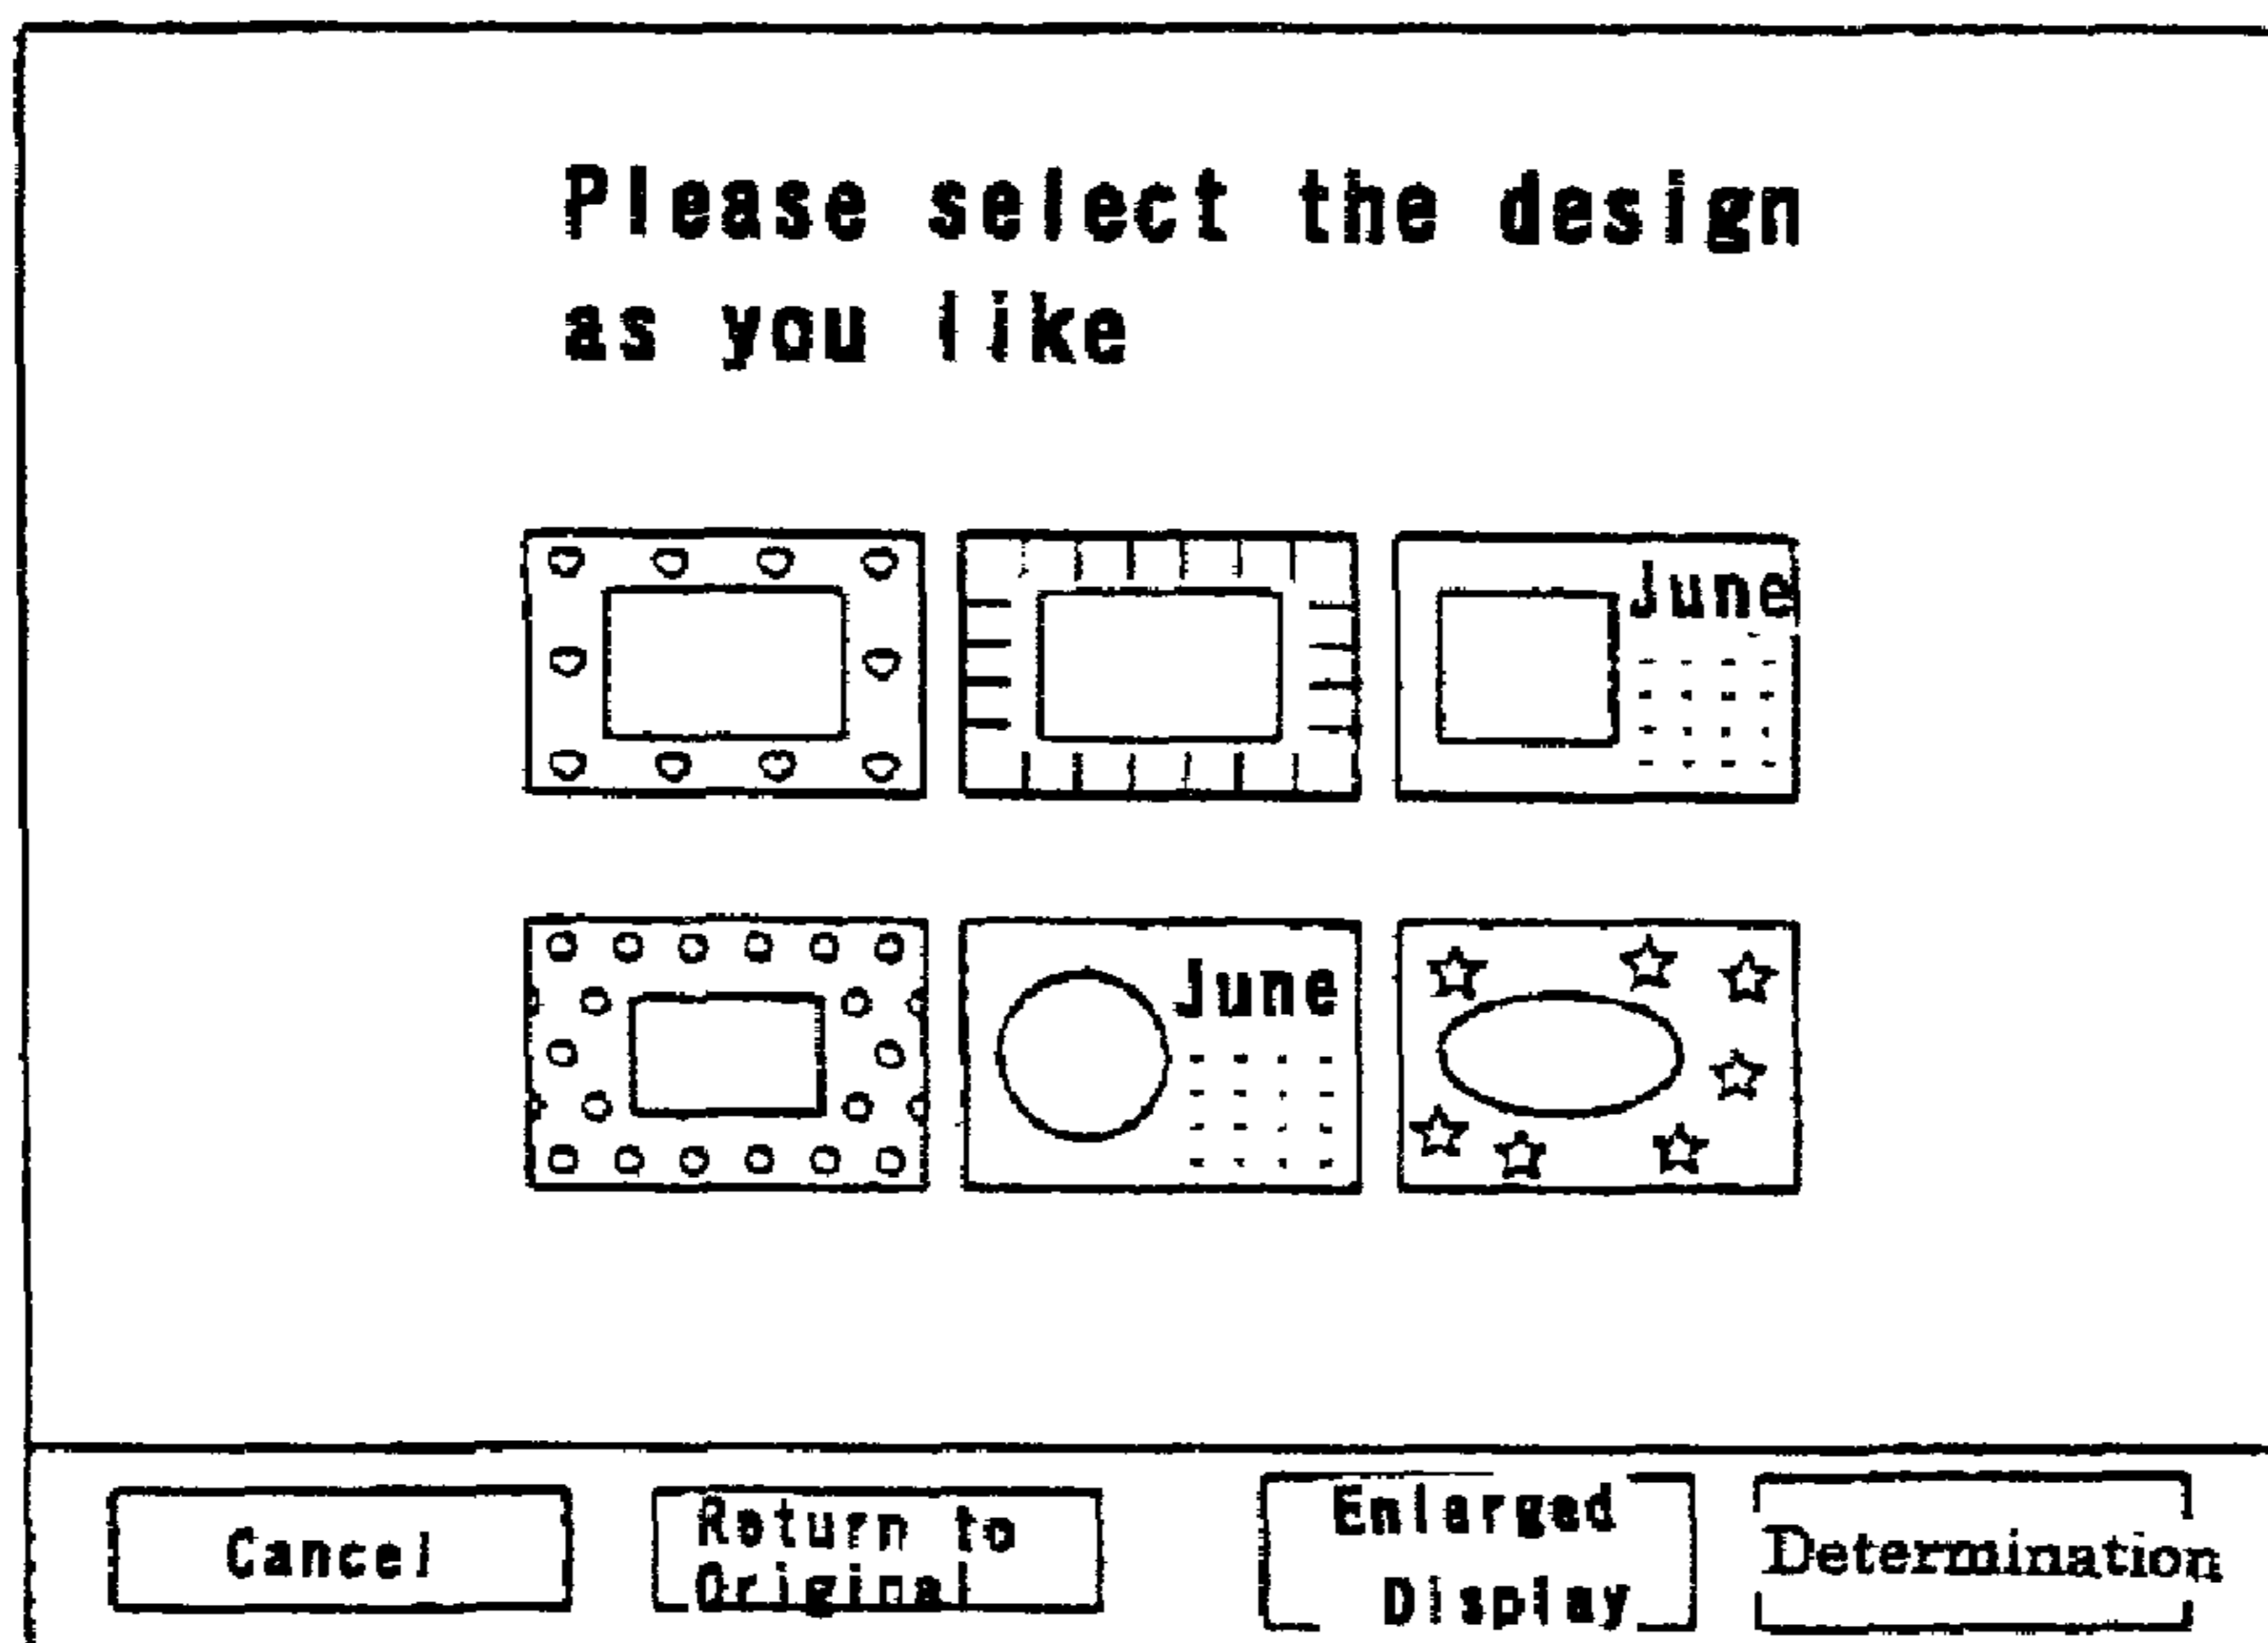 Please select the design
as you like
June
June
Cancel
Return to
Original
Enlarged
Display
Determination